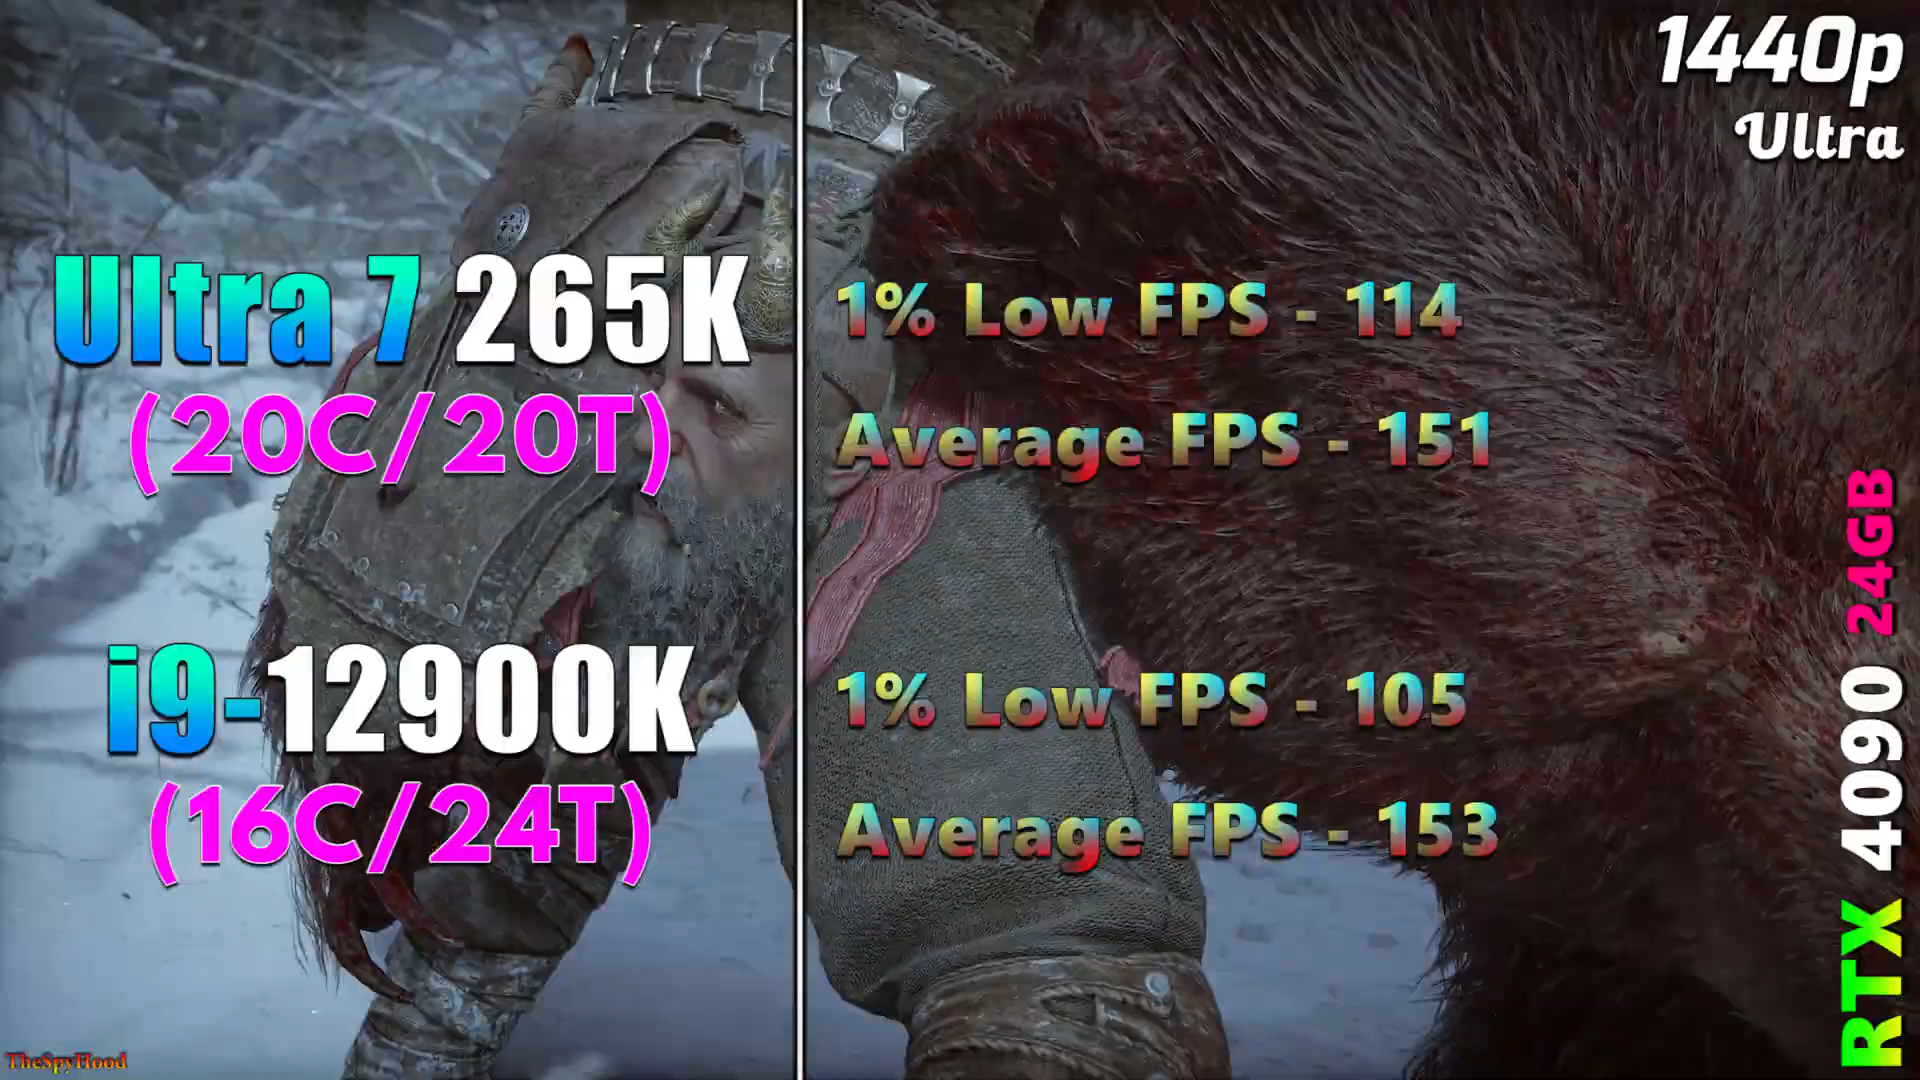 1440p
Ultra
Ultra 7 265K
(20C/20T)
1% Low FPS - 114
Average FPS - 151
i9-12900K
(16C/24T)
1% Low FPS - 105
Average FPS - 153
RTX 4090 24GB
TheSpyHood